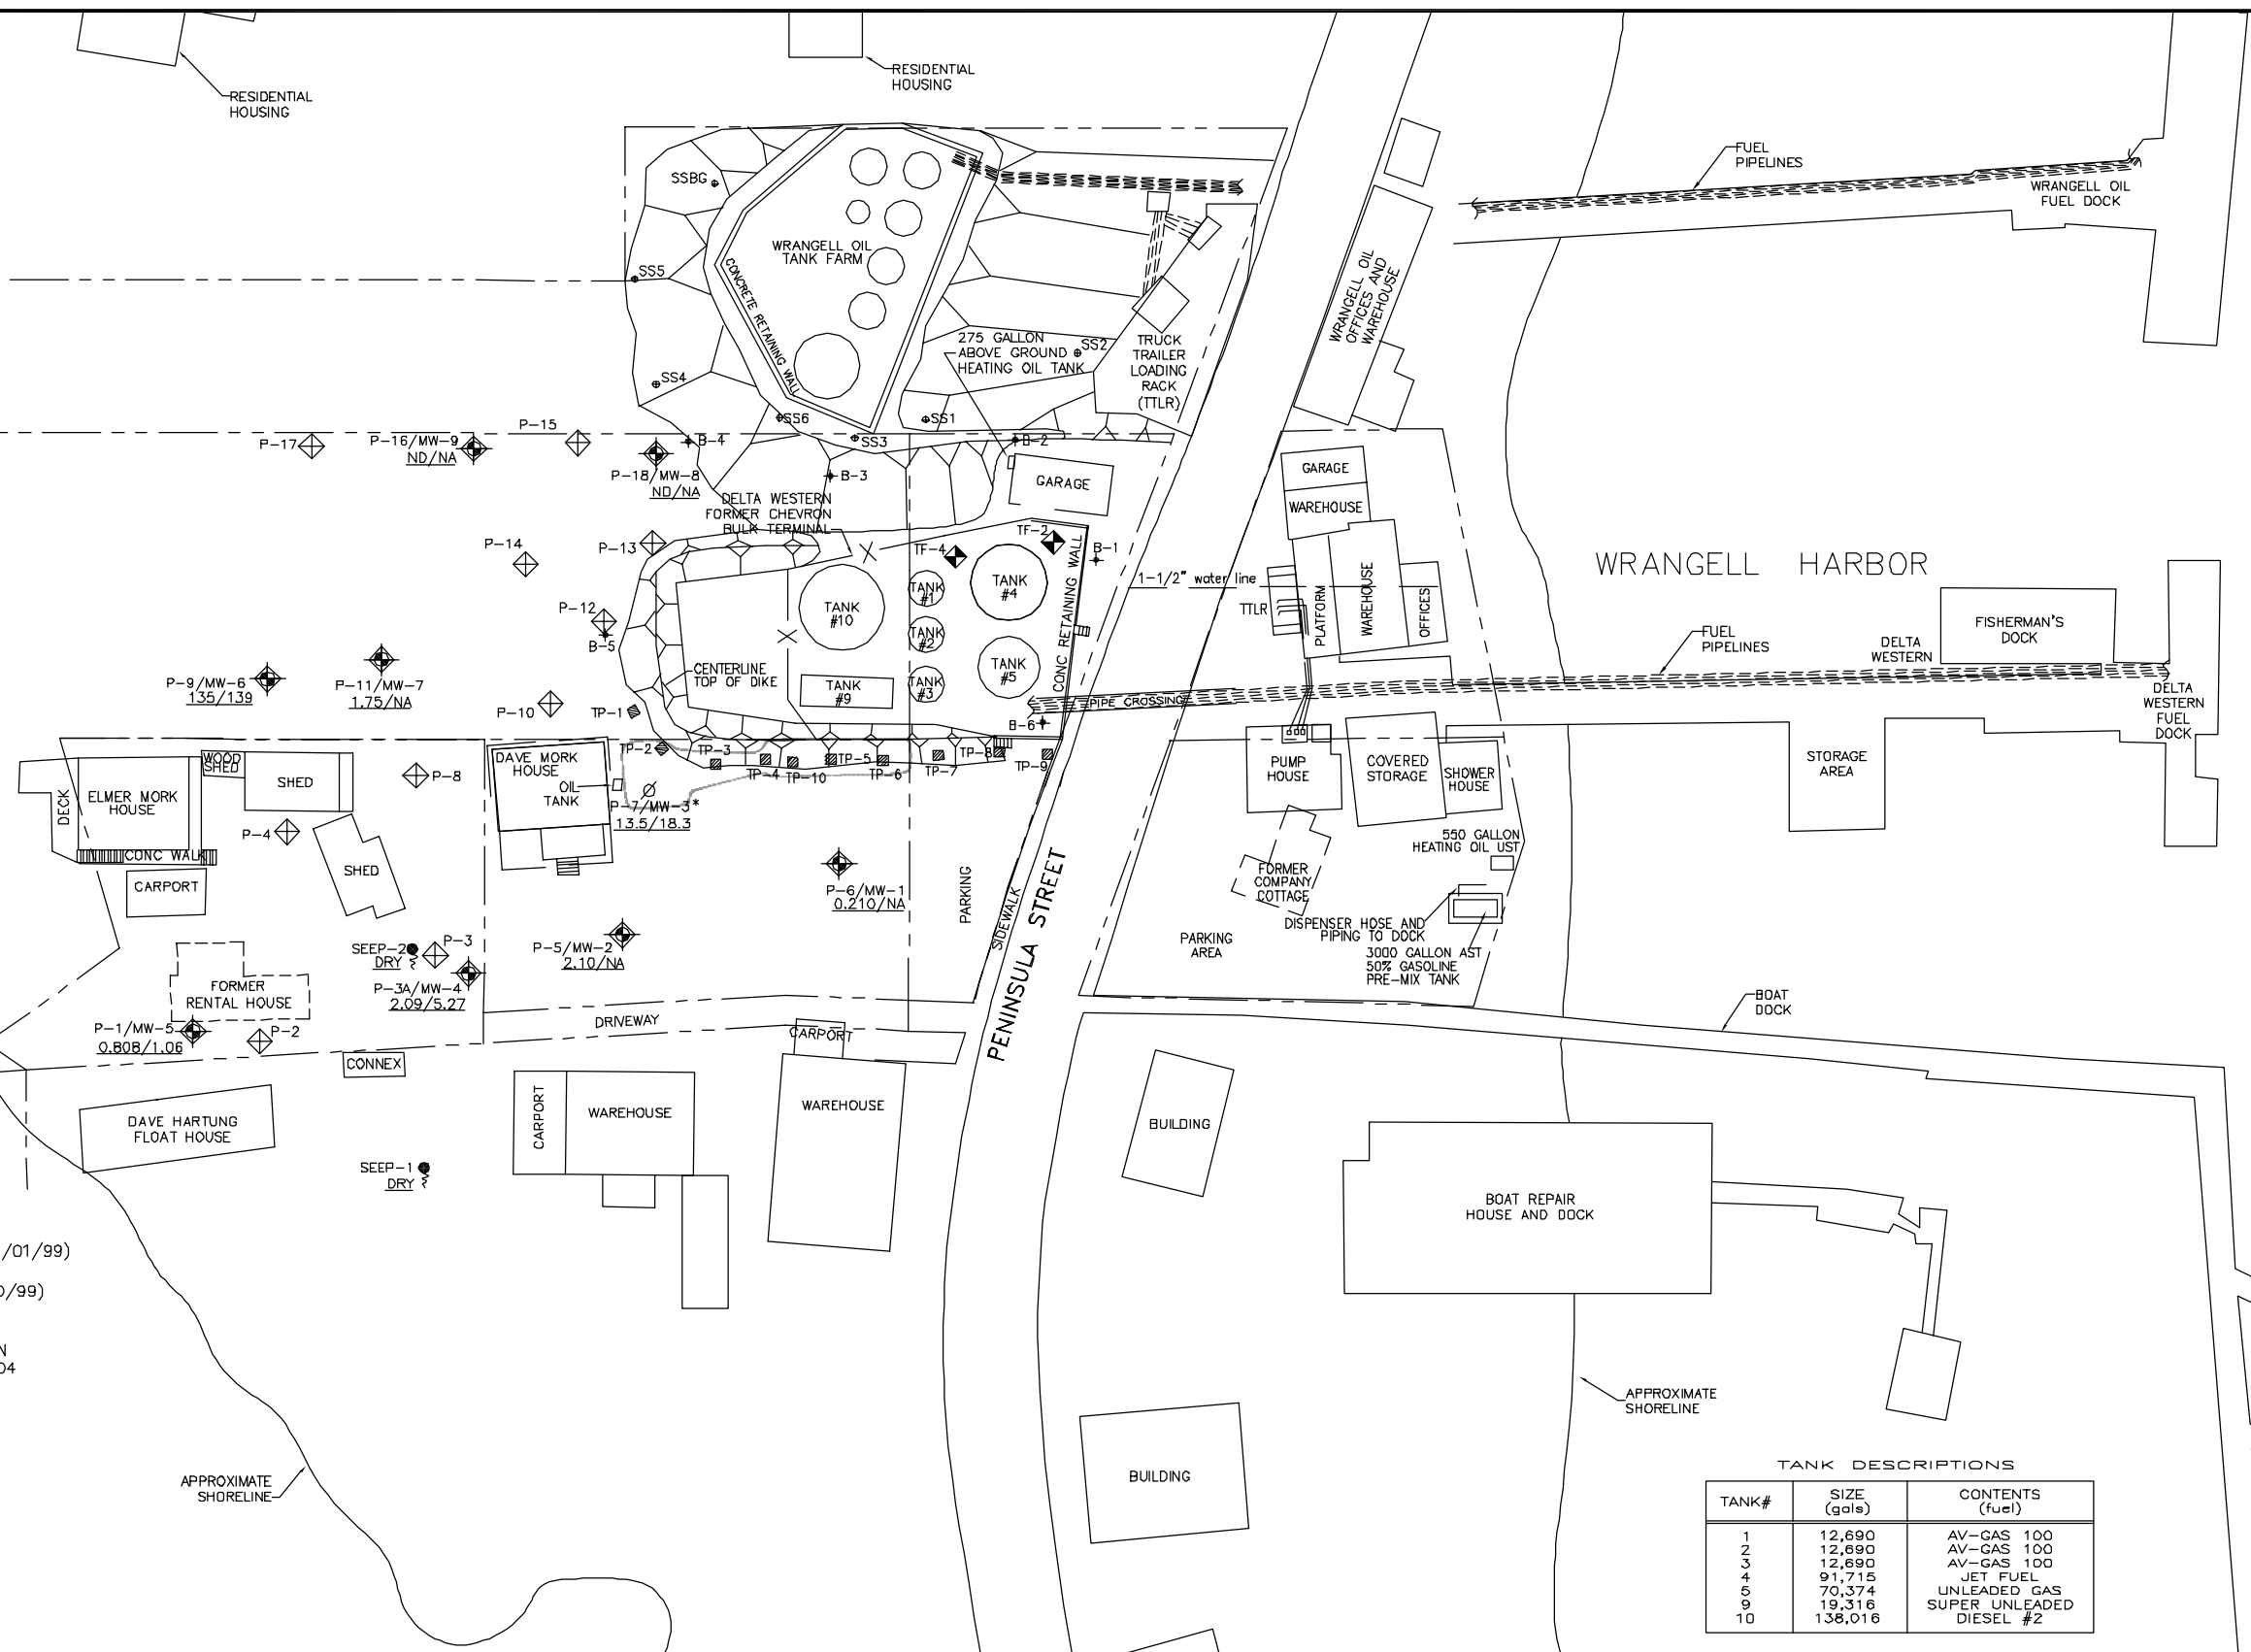 RESIDENTIAL
HOUSING
RESIDENTIAL
HOUSING
FUEL
PIPELINES
WRANGELL OIL
FUEL DOCK
SSBG
WRANGELL OIL
TANK FARM
CONCRETE RETAINING WALL
SS5
SS4
SS6
SS3
SS1
SS2
275 GALLON
ABOVE GROUND
HEATING OIL TANK
TRUCK
TRAILER
LOADING
RACK
(TTLR)
WRANGELL OIL
OFFICES AND
WAREHOUSE
P-17
P-16/MW-9
ND/NA
P-15
P-18/MW-8
ND/NA
B-4
B-3
B-2
GARAGE
DELTA WESTERN
FORMER CHEVRON
BULK TERMINAL
P-14
P-13
TF-4
TF-2
B-1
CONC RETAINING WALL
TANK
#10
TANK
#1
TANK
#2
TANK
#3
TANK
#4
TANK
#5
TANK
#9
CENTERLINE
TOP OF DIKE
P-12
B-5
P-9/MW-6
135/139
P-11/MW-7
1.75/NA
P-10
TP-1
TP-2
TP-3
TP-4
TP-10
TP-5
TP-6
TP-7
TP-8
TP-9
B-6
PIPE CROSSING
1-1/2" water line
GARAGE
WAREHOUSE
TTLR
PLATFORM
WAREHOUSE
OFFICES
WRANGELL HARBOR
FUEL
PIPELINES
DELTA
WESTERN
FISHERMAN'S
DOCK
DELTA
WESTERN
FUEL
DOCK
STORAGE
AREA
DECK
ELMER MORK
HOUSE
WOOD
SHED
SHED
P-8
P-4
SHED
CONC WALK
CARPORT
DAVE MORK
HOUSE
OIL
TANK
P-7/MW-3*
13.5/18.3
P-6/MW-1
0.210/NA
PARKING
SIDEWALK
PENINSULA STREET
PUMP
HOUSE
COVERED
STORAGE
SHOWER
HOUSE
550 GALLON
HEATING OIL UST
FORMER
COMPANY
COTTAGE
DISPENSER HOSE AND
PIPING TO DOCK
3000 GALLON AST
50% GASOLINE
PRE-MIX TANK
PARKING
AREA
SEEP-2
DRY
P-3
P-3A/MW-4
2.09/5.27
P-5/MW-2
2.10/NA
FORMER
RENTAL HOUSE
P-1/MW-5
0.808/1.06
P-2
DRIVEWAY
CONNEX
CARPORT
BOAT
DOCK
DAVE HARTUNG
FLOAT HOUSE
SEEP-1
DRY
CARPORT
WAREHOUSE
WAREHOUSE
BUILDING
BOAT REPAIR
HOUSE AND DOCK
/01/99)
/99)
N
04
APPROXIMATE
SHORELINE
APPROXIMATE
SHORELINE
BUILDING
TANK DESCRIPTIONS
TANK# SIZE (gals) CONTENTS (fuel)
1 12,690 AV-GAS 100
2 12,690 AV-GAS 100
3 12,690 AV-GAS 100
4 91,715 JET FUEL
5 70,374 UNLEADED GAS
9 19,316 SUPER UNLEADED
10 138,016 DIESEL #2